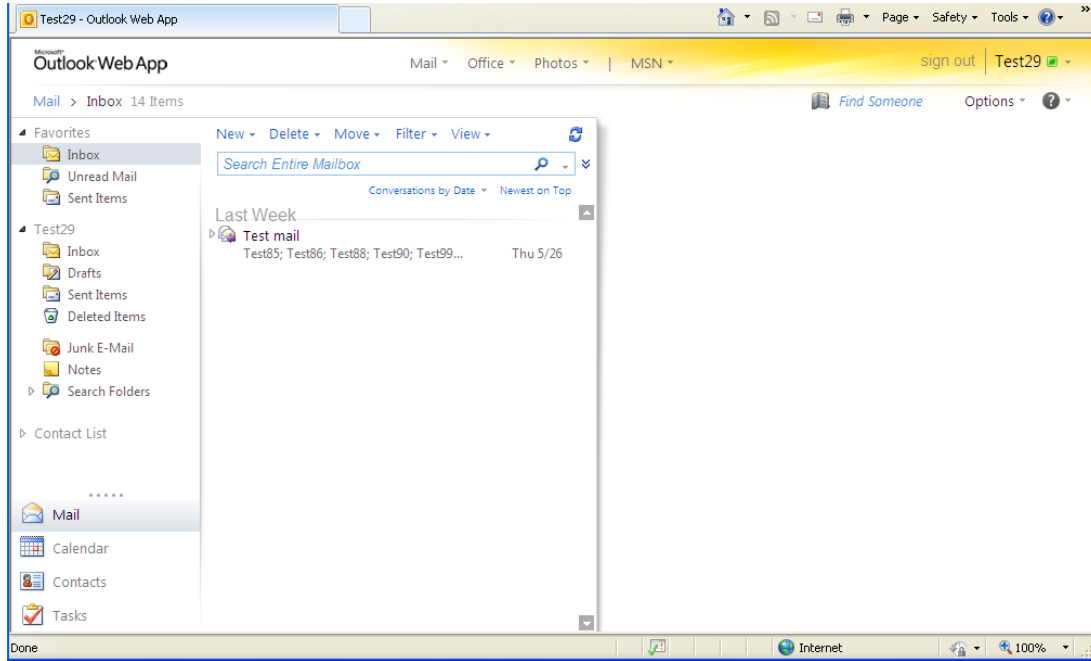 Test29 - Outlook Web App
Page Safety Tools »
Microsoft®
Outlook Web App
Mail Office Photos | MSN
sign out Test29
Mail > Inbox 14 Items
Find Someone Options
Favorites
Inbox
Unread Mail
Sent Items
Test29
Inbox
Drafts
Sent Items
Deleted Items
Junk E-Mail
Notes
Search Folders
Contact List
Mail
Calendar
Contacts
Tasks
New Delete Move Filter View
Search Entire Mailbox
Conversations by Date Newest on Top
Last Week
Test mail
Test85; Test86; Test88; Test90; Test99... Thu 5/26
Done Internet 100%